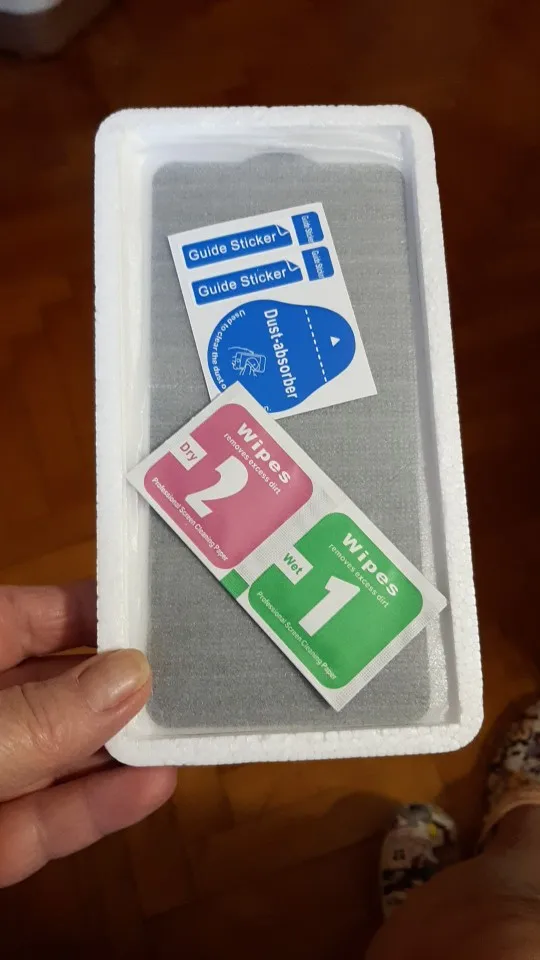 Guide Sticker
Guide Sticker
Guide Sticker
Guide Sticker
Dust-absorber
Used to clear the dust o
Wipes
removes excess dirt
Dry
2
Professional Screen Cleaning Paper
Wipes
removes excess dirt
Wet
1
Professional Screen Cleaning Paper